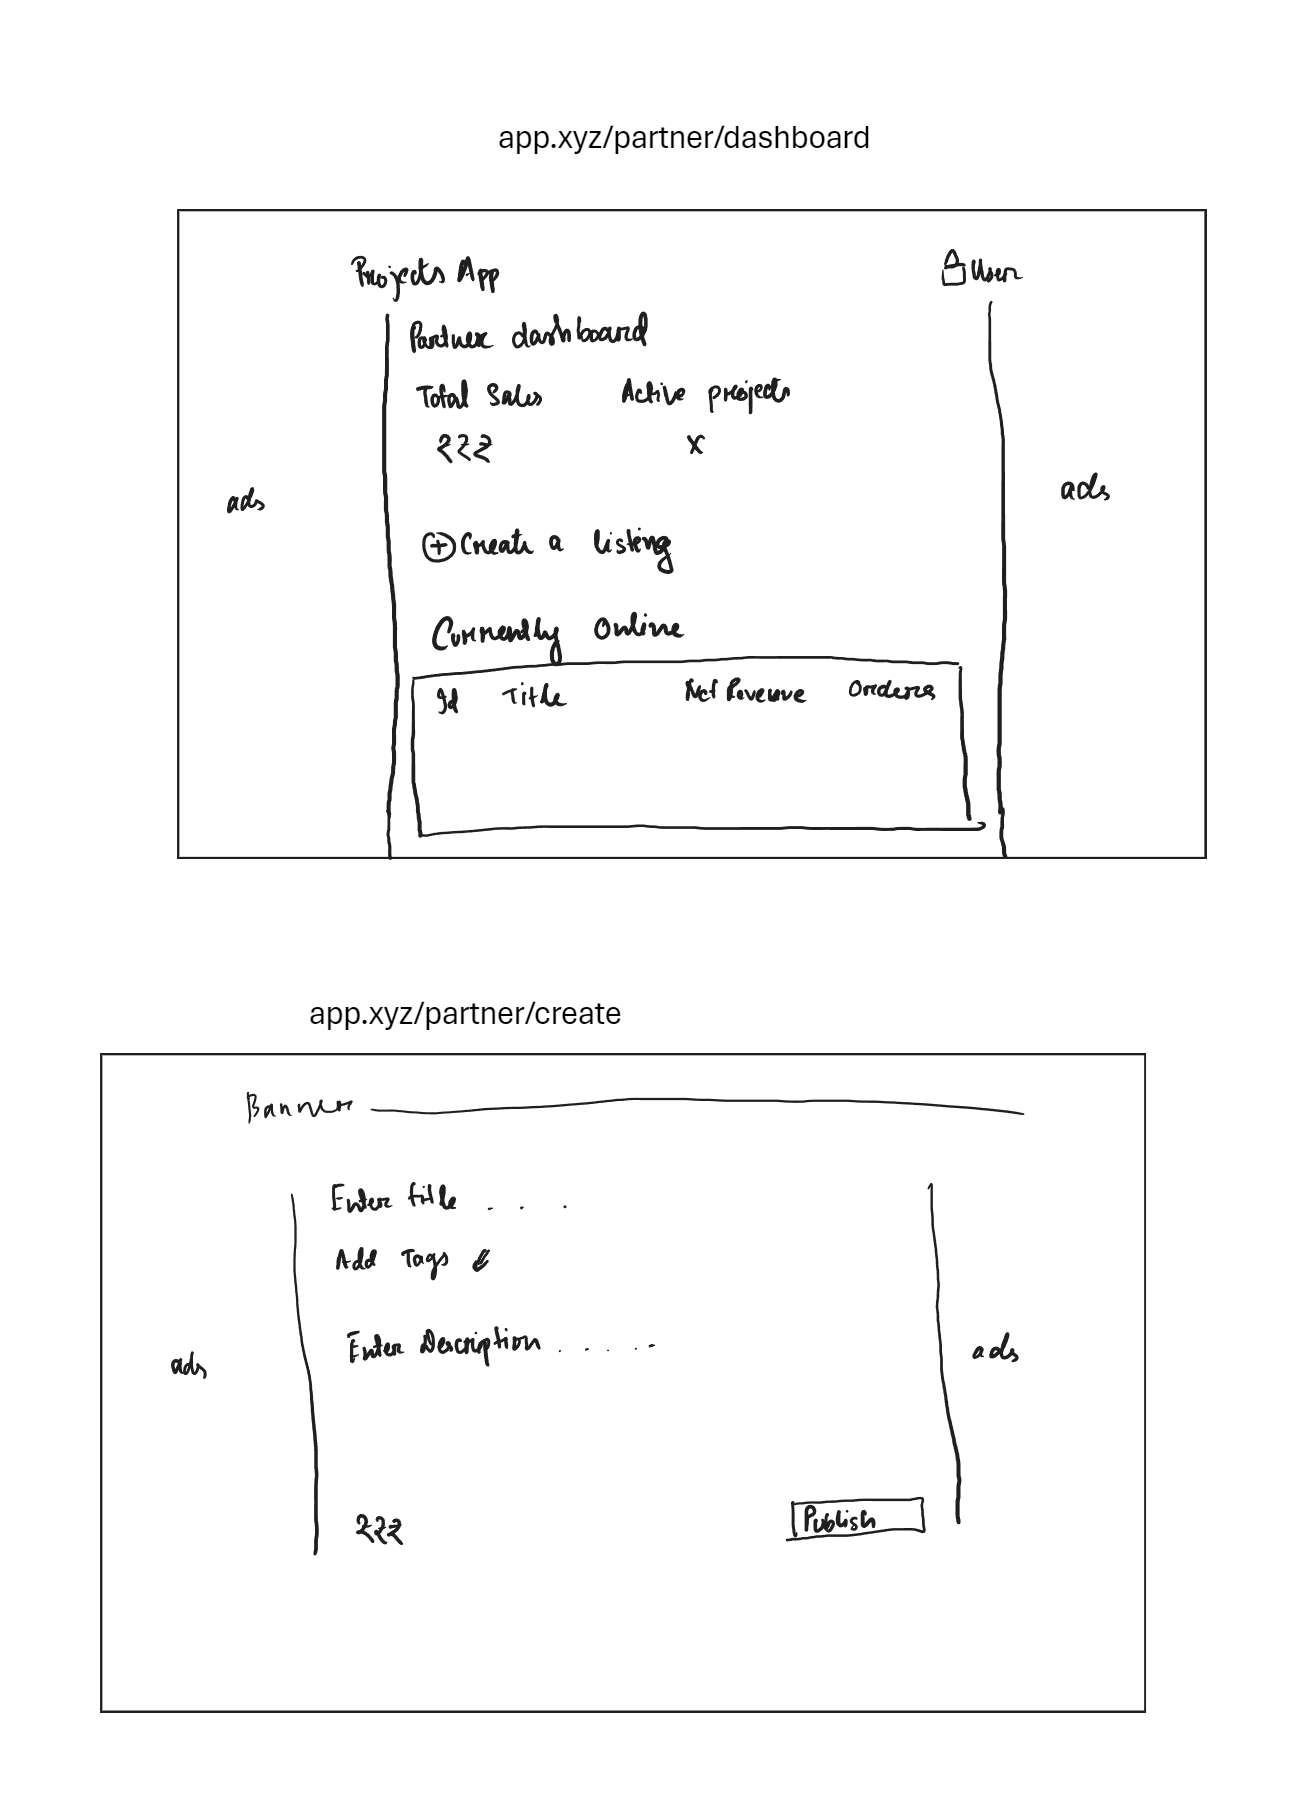 app.xyz/partner/dashboard
Projects App User
Partner dashboard
Total Sales Active projects
₹₹₹ x
ads ads
+ Create a listing
Currently Online
Id Title Net Revenue Orders
app.xyz/partner/create
Banner
Enter title . . .
Add Tags
Enter Description . . . . .
ads ads
₹₹₹ Publish